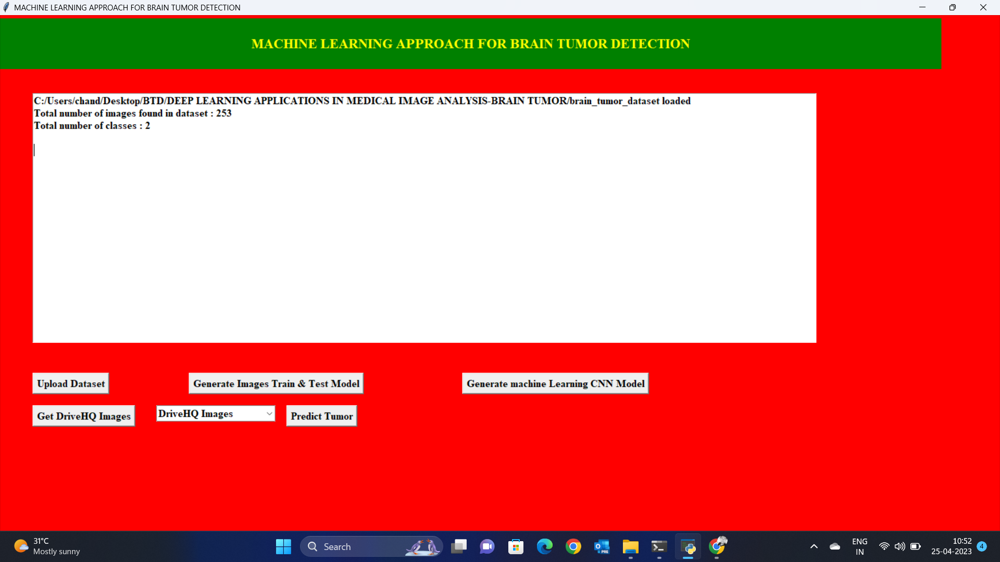 MACHINE LEARNING APPROACH FOR BRAIN TUMOR DETECTION
MACHINE LEARNING APPROACH FOR BRAIN TUMOR DETECTION
C:/Users/chand/Desktop/BTD/DEEP LEARNING APPLICATIONS IN MEDICAL IMAGE ANALYSIS-BRAIN TUMOR/brain_tumor_dataset loaded
Total number of images found in dataset : 253
Total number of classes : 2
Upload Dataset
Generate Images Train & Test Model
Generate machine Learning CNN Model
Get DriveHQ Images
DriveHQ Images
Predict Tumor
31°C
Mostly sunny
Search
PRE
ENG
IN
10:52
25-04-2023
4